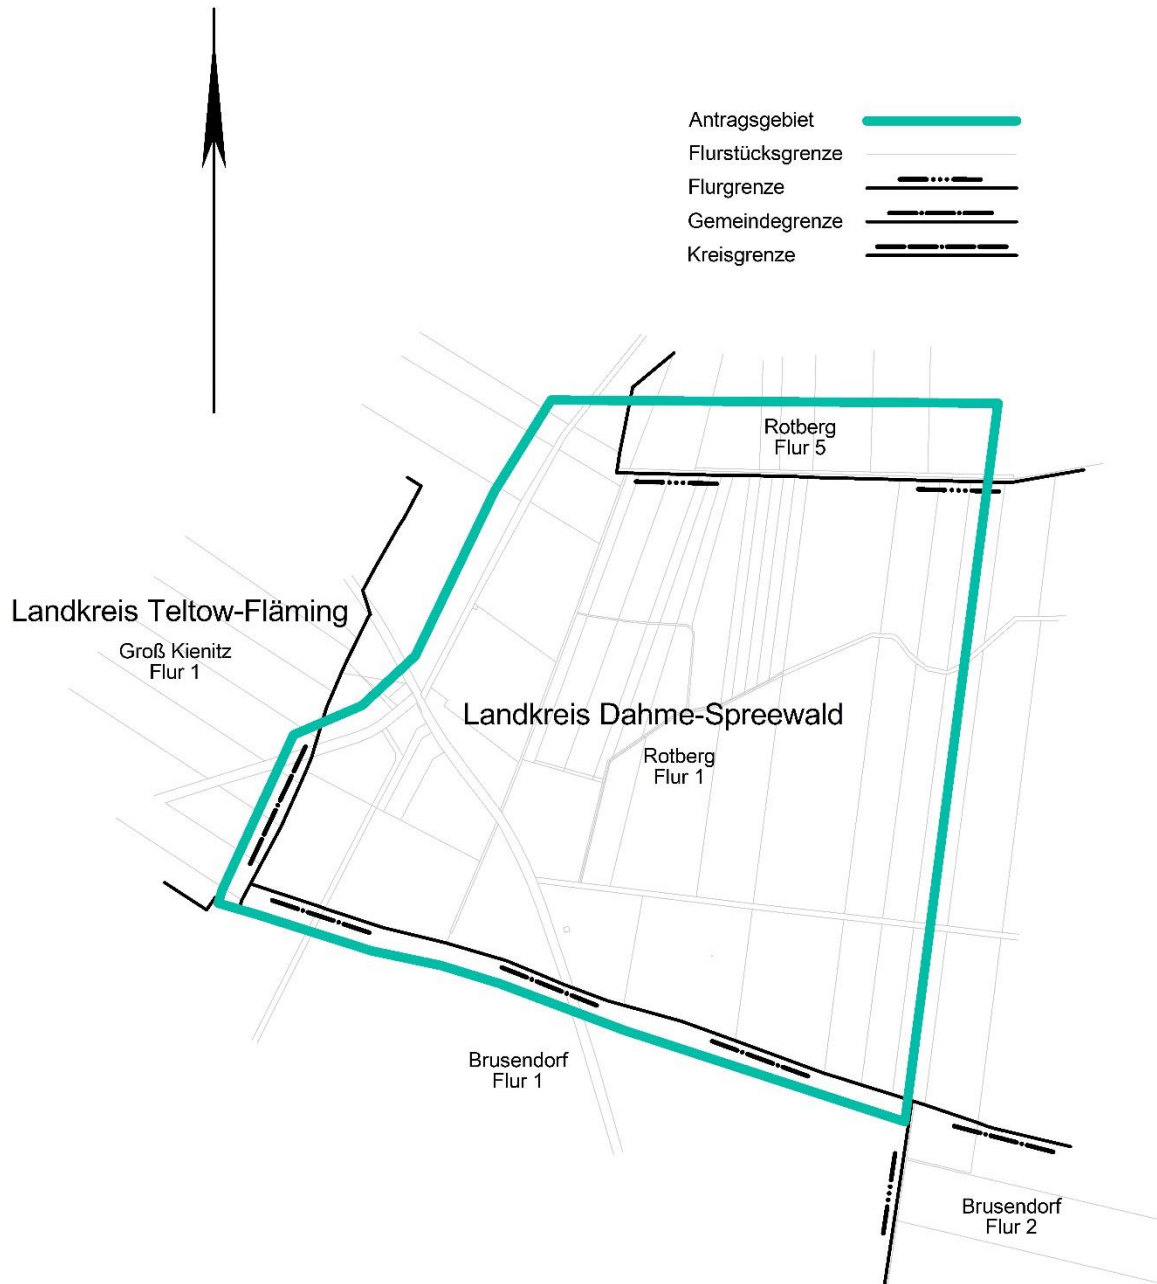 Antragsgebiet
Flurstücksgrenze
Flurgrenze
Gemeindegrenze
Kreisgrenze
Rotberg
Flur 5
Landkreis Teltow-Fläming
Groß Kienitz
Flur 1
Landkreis Dahme-Spreewald
Rotberg
Flur 1
Brusendorf
Flur 1
Brusendorf
Flur 2